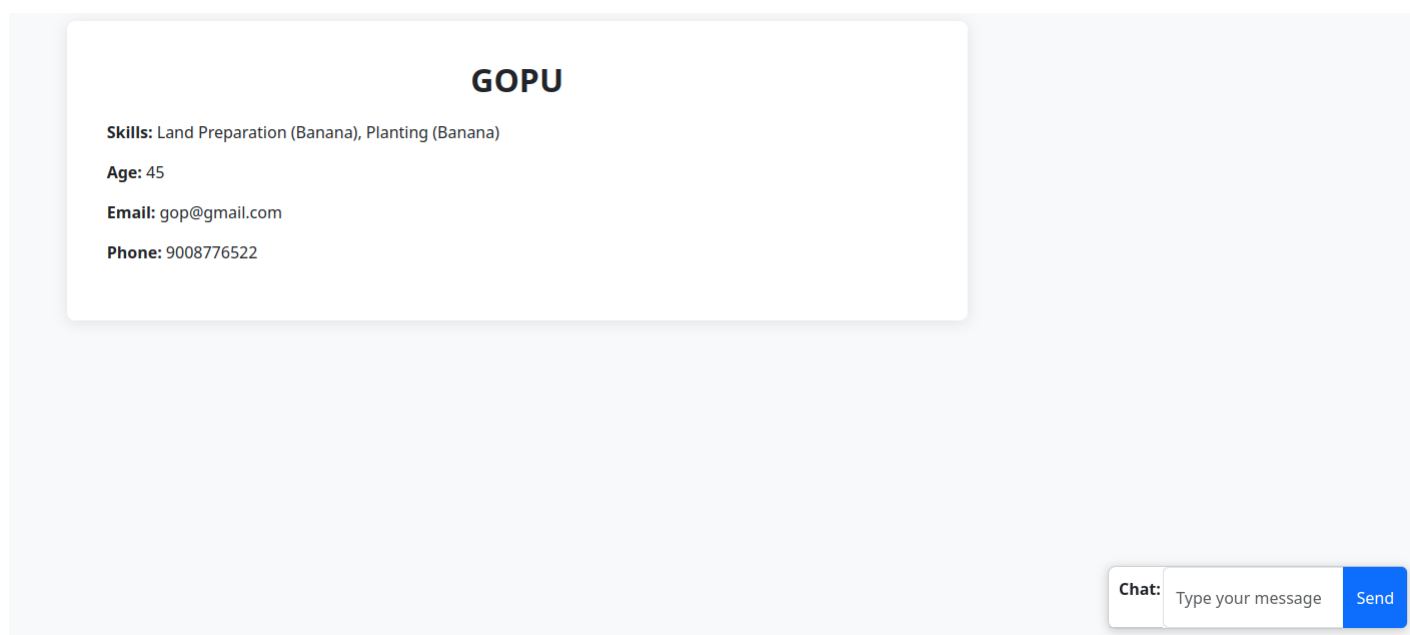 GOPU
Skills: Land Preparation (Banana), Planting (Banana)
Age: 45
Email: gop@gmail.com
Phone: 9008776522
Chat: Type your message Send